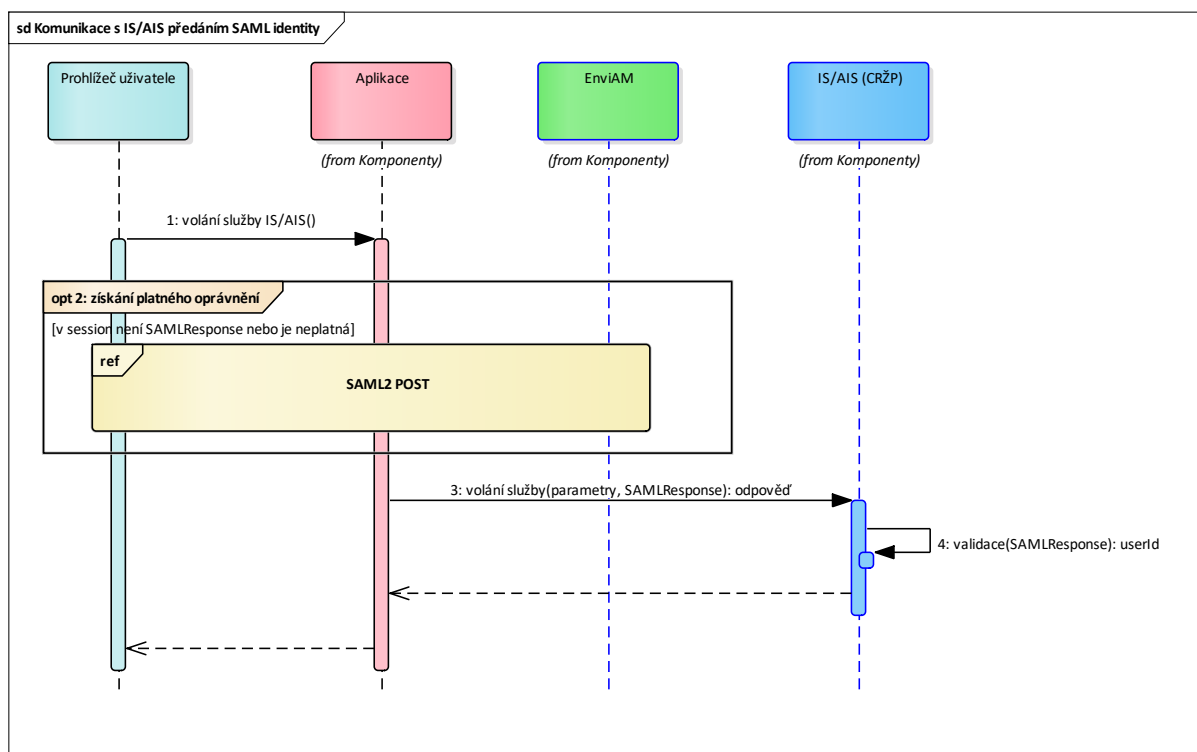 sd Komunikace s IS/AIS předáním SAML identity
Prohlížeč uživatele
Aplikace
EnviAM
IS/AIS (CRŽP)
(from Komponenty)
(from Komponenty)
(from Komponenty)
1: volání služby IS/AIS()
opt 2: získání platného oprávnění
[v session není SAMLResponse nebo je neplatná]
ref
SAML2 POST
3: volání služby(parametry, SAMLResponse): odpověď
4: validace(SAMLResponse): userId